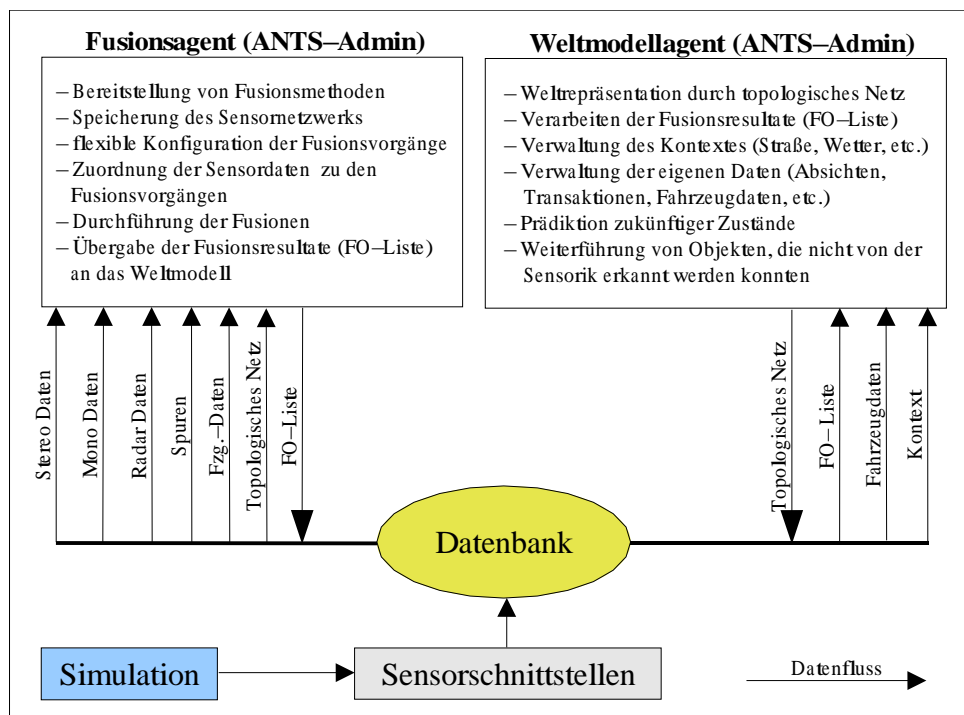 Fusionsagent (ANTS–Admin)
– Bereitstellung von Fusionsmethoden
– Speicherung des Sensornetzwerks
– flexible Konfiguration der Fusionsvorgänge
– Zuordnung der Sensordaten zu den
Fusionsvorgängen
– Durchführung der Fusionen
– Übergabe der Fusionsresultate (FO–Liste)
an das Weltmodell
Weltmodellagent (ANTS–Admin)
– Weltrepräsentation durch topologisches Netz
– Verarbeiten der Fusionsresultate (FO–Liste)
– Verwaltung des Kontextes (Straße, Wetter, etc.)
– Verwaltung der eigenen Daten (Absichten,
Transaktionen, Fahrzeugdaten, etc.)
– Prädiktion zukünftiger Zustände
– Weiterführung von Objekten, die nicht von der
Sensorik erkannt werden konnten
Stereo Daten
Mono Daten
Radar Daten
Spuren
Fzg.–Daten
Topologisches Netz
FO–Liste
Topologisches Netz
FO–Liste
Fahrzeugdaten
Kontext
Datenbank
Simulation
Sensorschnittstellen
Datenfluss